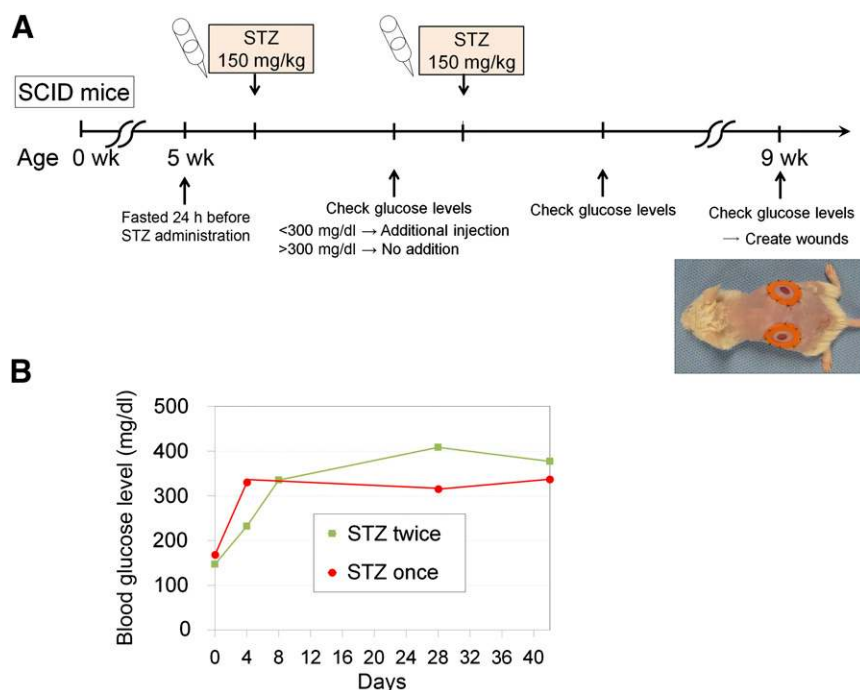 A
STZ
150 mg/kg
STZ
150 mg/kg
SCID mice
Age 0 wk 5 wk 9 wk
Fasted 24 h before
STZ administration
Check glucose levels
<300 mg/dl → Additional injection
>300 mg/dl → No addition
Check glucose levels
Check glucose levels
→ Create wounds
B
Blood glucose level (mg/dl)
500
400
300
200
100
0
STZ twice
STZ once
0 4 8 12 16 20 24 28 32 36 40
Days